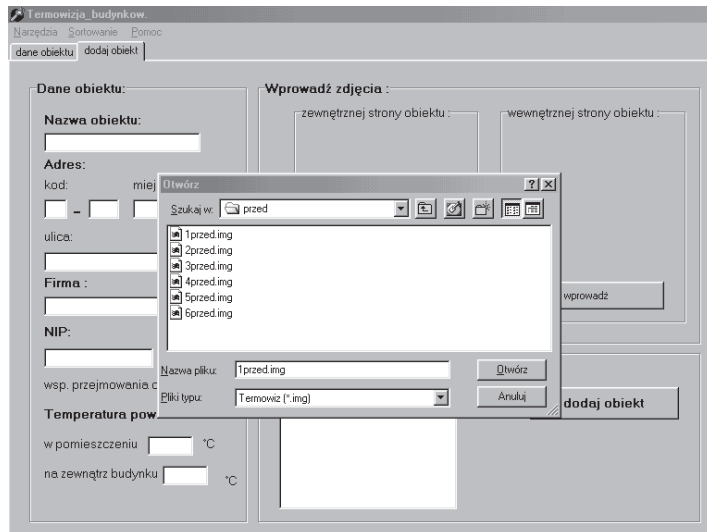 Termowizja_budynkow.
Narzędzia Sortowanie Pomoc
dane obiektu dodaj obiekt
Dane obiektu:
Nazwa obiektu:
Adres:
kod: miej
-
ulica:
Firma :
NIP:
wsp. przejmowania
Temperatura pow
w pomieszczeniu °C
na zewnątrz budynku °C
Wprowadź zdjęcia :
zewnętrznej strony obiektu :
wewnętrznej strony obiektu :
wprowadź
dodaj obiekt
Otwórz
Szukaj w: przed
1przed.img
2przed.img
3przed.img
4przed.img
5przed.img
6przed.img
Nazwa pliku: 1przed.img Otwórz
Pliki typu: Termowiz (*.img) Anuluj